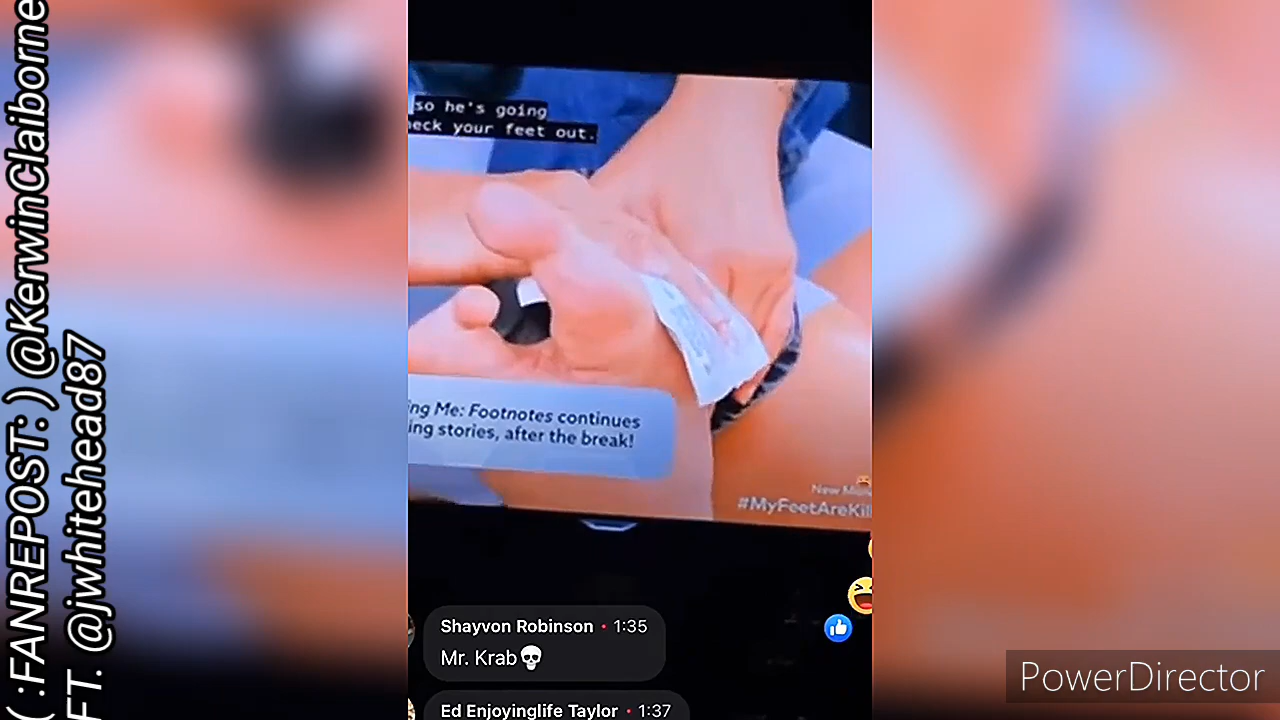 ( :FANREPOST: ) @KerwinClaiborne
FT. @jwhitehead87
so he's going
eck your feet out.
ing Me: Footnotes continues
ing stories, after the break!
New
#MyFeetAreKil
Shayvon Robinson • 1:35
Mr. Krab💀
Ed Enjoyinglife Taylor • 1:37
PowerDirector